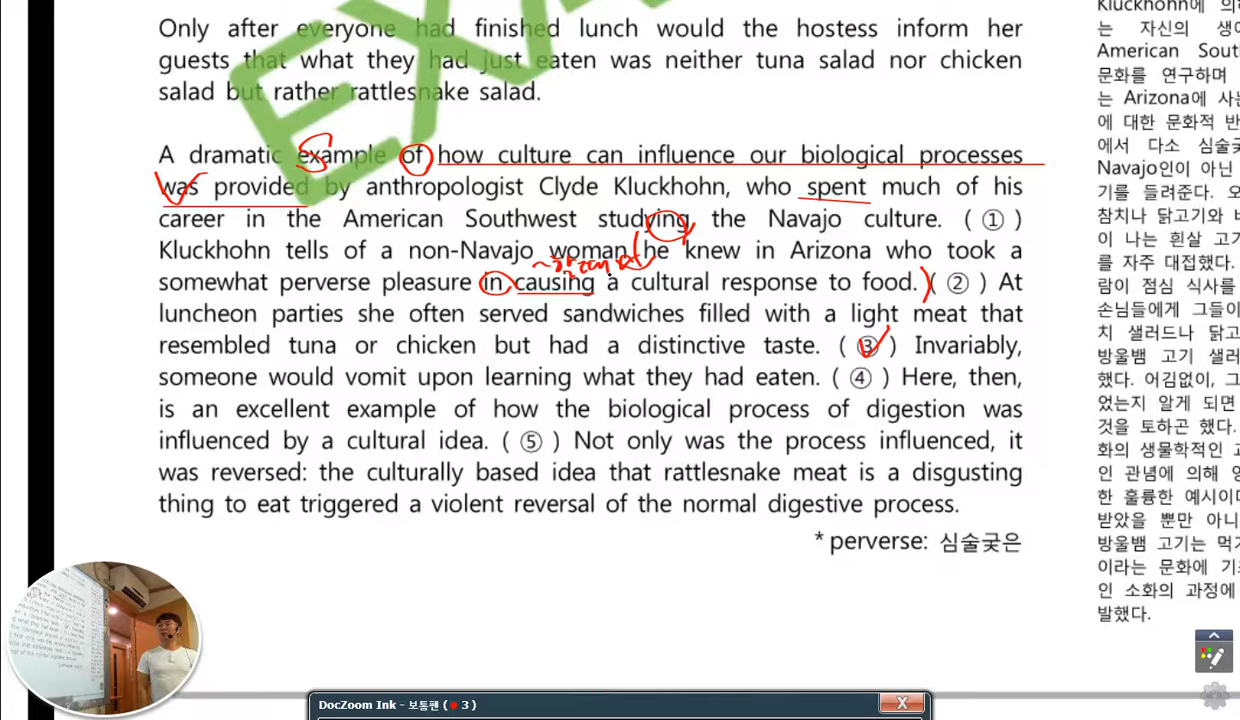 Only after everyone had finished lunch would the hostess inform her
guests that what they had just eaten was neither tuna salad nor chicken
salad but rather rattlesnake salad.
EX
A dramatic example of how culture can influence our biological processes
was provided by anthropologist Clyde Kluckhohn, who spent much of his
career in the American Southwest studying the Navajo culture. ( ① )
Kluckhohn tells of a non-Navajo woman he knew in Arizona who took a
somewhat perverse pleasure in causing a cultural response to food. ( ② ) At
luncheon parties she often served sandwiches filled with a light meat that
resembled tuna or chicken but had a distinctive taste. ( ③ ) Invariably,
someone would vomit upon learning what they had eaten. ( ④ ) Here, then,
is an excellent example of how the biological process of digestion was
influenced by a cultural idea. ( ⑤ ) Not only was the process influenced, it
was reversed: the culturally based idea that rattlesnake meat is a disgusting
thing to eat triggered a violent reversal of the normal digestive process.
* perverse: 심술궂은
Kluckhohn에 의
는 자신의 생
American Sout
문화를 연구하며
는 Arizona에 사
에 대한 문화적 반
에서 다소 심술궂
Navajo인이 아닌
기를 들려준다. 오
참치나 닭고기와 비
이 나는 흰살 고기
를 자주 대접했다.
람이 점심 식사를
손님들에게 그들이
치 샐러드나 닭고
방울뱀 고기 샐러
했다. 어김없이, 그
었는지 알게 되면
것을 토하곤 했다.
화의 생물학적인 과
인 관념에 의해 영
한 훌륭한 예시이다
받았을 뿐만 아니
방울뱀 고기는 먹기
이라는 문화에 기초
인 소화의 과정에
발했다.
S
DocZoom Ink - 보통펜 ( 3 )